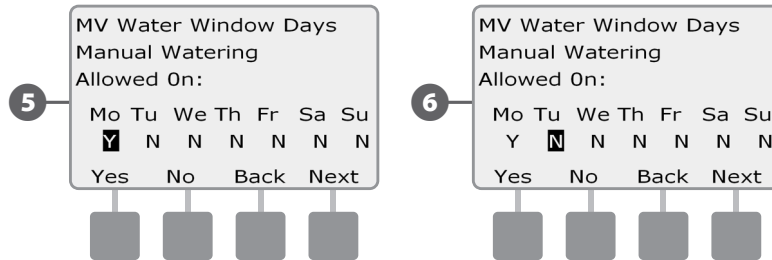 5
MV Water Window Days
Manual Watering
Allowed 0n:
Mo Tu We Th Fr Sa Su
Y N N N N N N
Yes No Back Next
6
MV Water Window Days
Manual Watering
Allowed 0n:
Mo Tu We Th Fr Sa Su
Y N N N N N N
Yes No Back Next